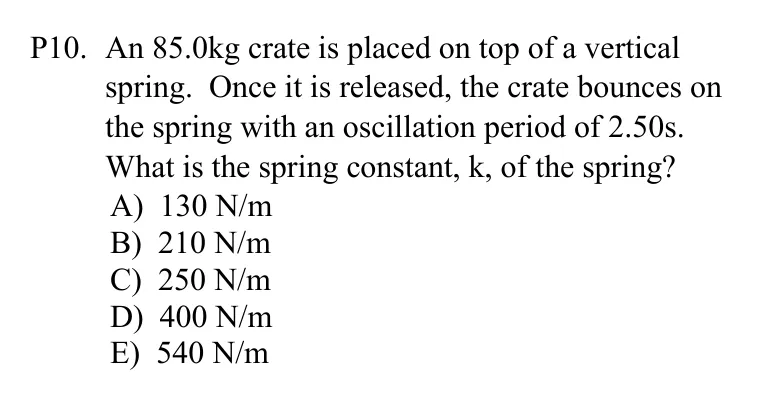 P10. An 85.0kg crate is placed on top of a vertical
spring. Once it is released, the crate bounces on
the spring with an oscillation period of 2.50s.
What is the spring constant, k, of the spring?
A) 130 N/m
B) 210 N/m
C) 250 N/m
D) 400 N/m
E) 540 N/m